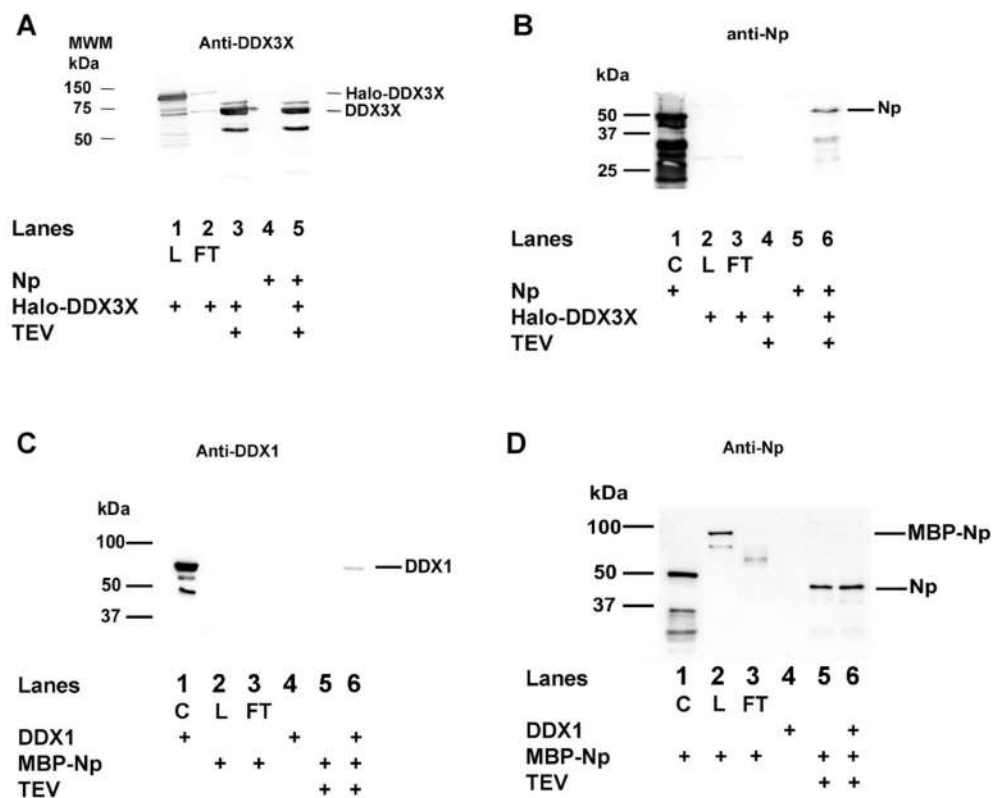 A
MWM
kDa
Anti-DDX3X
150
75
50
Halo-DDX3X
DDX3X
Lanes 1 2 3 4 5
L FT
Np + +
Halo-DDX3X + + + +
TEV + +
B
anti-Np
kDa
50
37
25
Np
Lanes 1 2 3 4 5 6
C L FT
Np + + +
Halo-DDX3X + + + +
TEV + +
C
Anti-DDX1
kDa
100
50
37
DDX1
Lanes 1 2 3 4 5 6
C L FT
DDX1 + + +
MBP-Np + + + +
TEV + +
D
Anti-Np
kDa
100
50
37
MBP-Np
Np
Lanes 1 2 3 4 5 6
C L FT
DDX1 + +
MBP-Np + + + + +
TEV + +